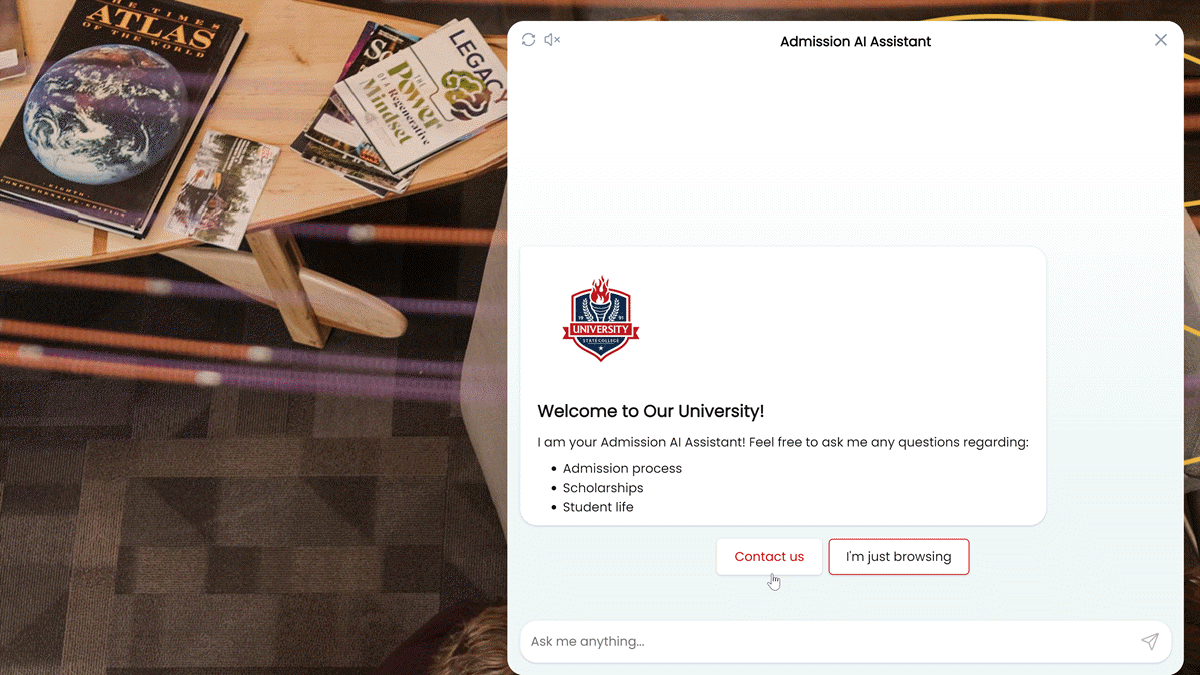 THE TIMES
ATLAS
OF THE WORLD
EIGHTH
COMPREHENSIVE EDITION
LEGACY
THE
Power
OF A Regenerative
Mindset
Admission AI Assistant
19 91
UNIVERSITY
STATE COLLEGE
Welcome to Our University!
I am your Admission AI Assistant! Feel free to ask me any questions regarding:
• Admission process
• Scholarships
• Student life
Contact us
I'm just browsing
Ask me anything...